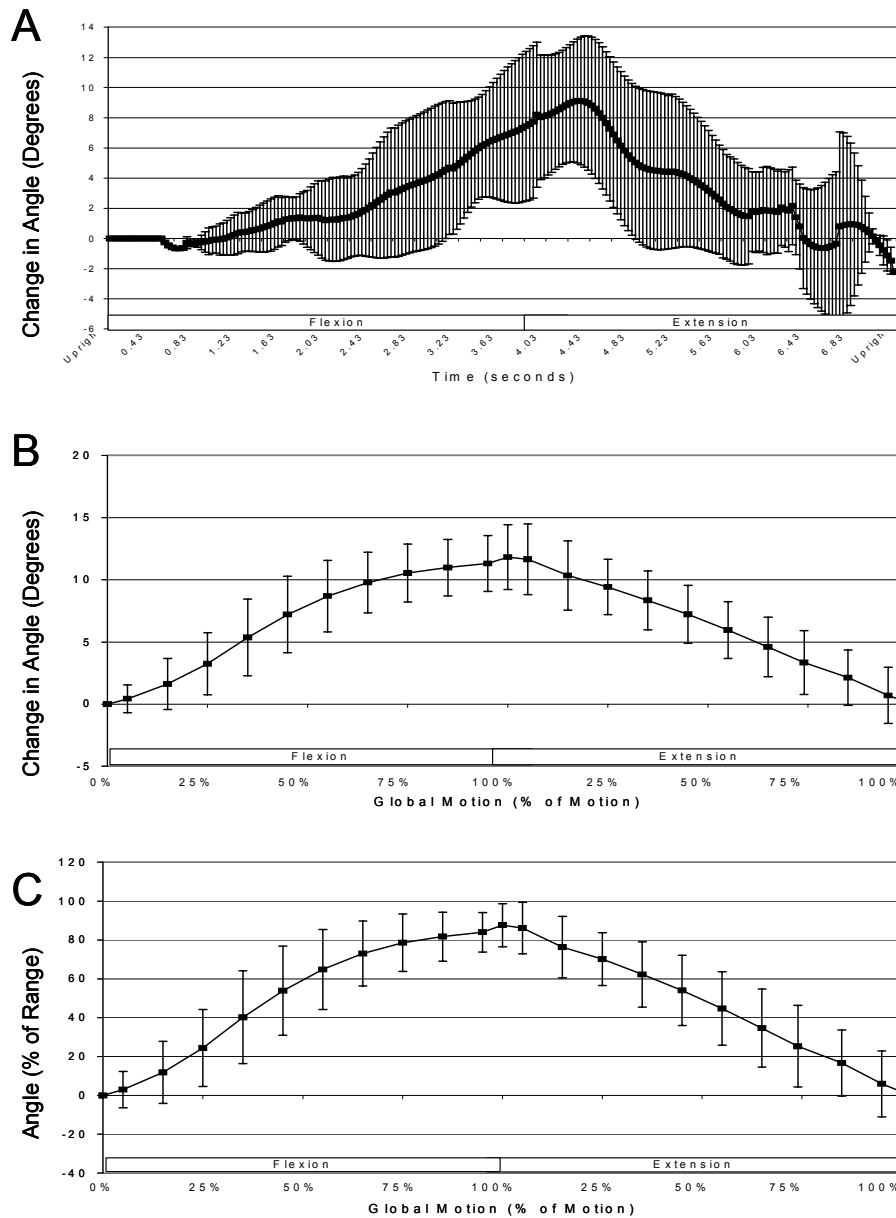 A
Change in Angle (Degrees)
14
12
10
8
6
4
2
0
-2
-4
-6
Flexion Extension
Upright 0.43 0.83 1.23 1.63 2.03 2.43 2.83 3.23 3.63 4.03 4.43 4.83 5.23 5.63 6.03 6.43 6.83 Upright
Time (seconds)
B
Change in Angle (Degrees)
20
15
10
5
0
-5
Flexion Extension
0% 25% 50% 75% 100% 25% 50% 75% 100%
Global Motion (% of Motion)
C
Angle (% of Range)
120
100
80
60
40
20
0
-20
-40
Flexion Extension
0% 25% 50% 75% 100% 25% 50% 75% 100%
Global Motion (% of Motion)